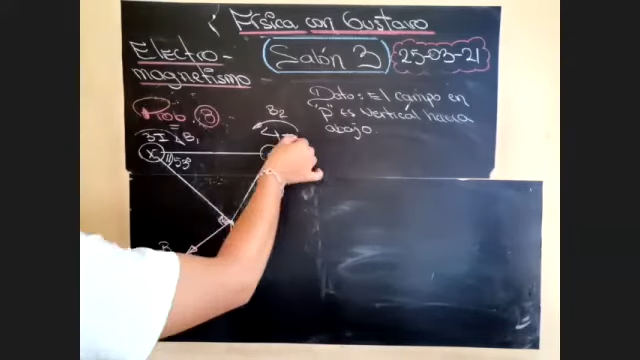 Física con Gustavo
Electro-
magnetismo
Salón 3
25-03-21
Prob. 3
Dato: El campo en
"P" es vertical hacia
abajo.
B₂
3I B₁
x 53°
B